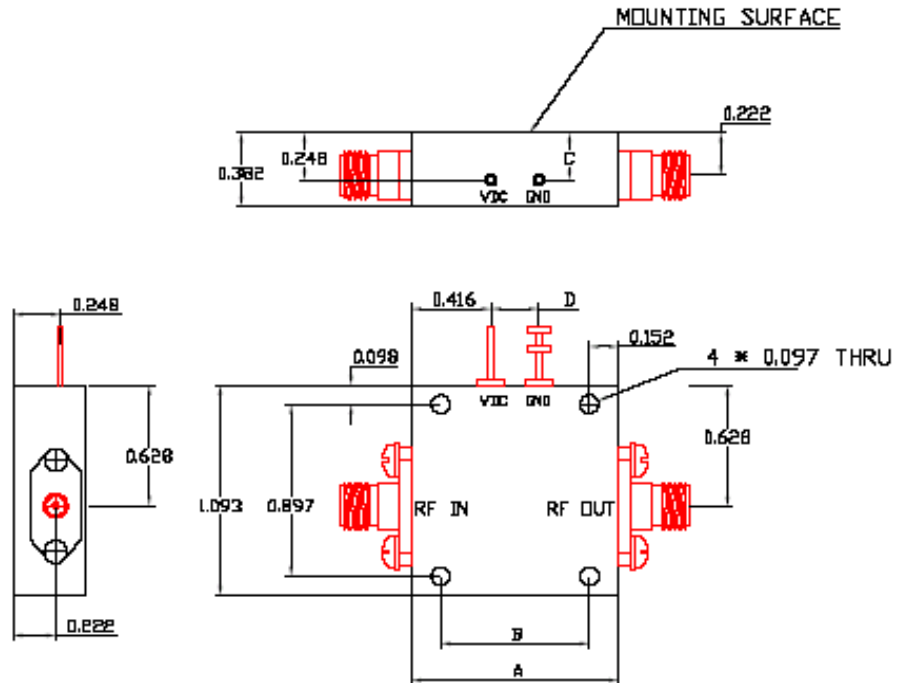 MOUNTING SURFACE
0.222
0.248
C
0.382
VDC GND
0.248
0.416
D
0.152
0.098
4 * 0.097 THRU
VDC GND
0.628
0.628
1.093
0.897
RF IN
RF OUT
0.222
B
A